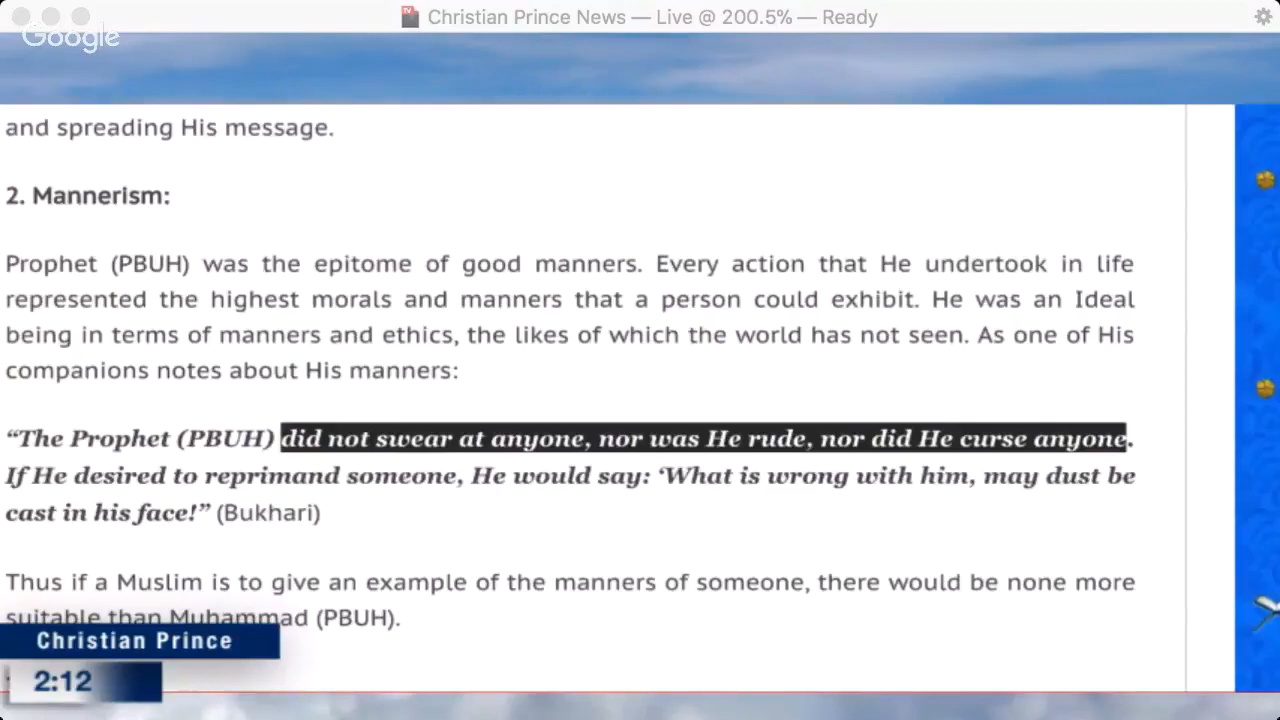 Christian Prince News — Live @ 200.5% — Ready
Google
and spreading His message.
2. Mannerism:
Prophet (PBUH) was the epitome of good manners. Every action that He undertook in life
represented the highest morals and manners that a person could exhibit. He was an Ideal
being in terms of manners and ethics, the likes of which the world has not seen. As one of His
companions notes about His manners:
“The Prophet (PBUH) did not swear at anyone, nor was He rude, nor did He curse anyone.
If He desired to reprimand someone, He would say: ‘What is wrong with him, may dust be
cast in his face!” (Bukhari)
Thus if a Muslim is to give an example of the manners of someone, there would be none more
suitable than Muhammad (PBUH).
Christian Prince
2:12